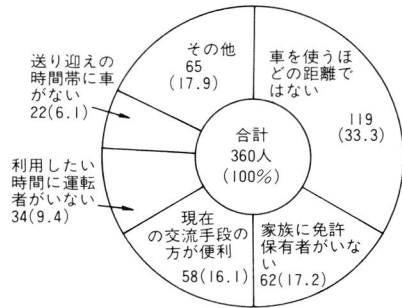 その他
65
(17.9)
車を使うほ
どの距離で
はない
119
(33.3)
送り迎えの
時間帯に車
がない
22(6.1)
合計
360人
(100%)
利用したい
時間に運転
者がいない
34(9.4)
現在
の交流手段の
方が便利
58(16.1)
家族に免許
保有者がいな
い
62(17.2)